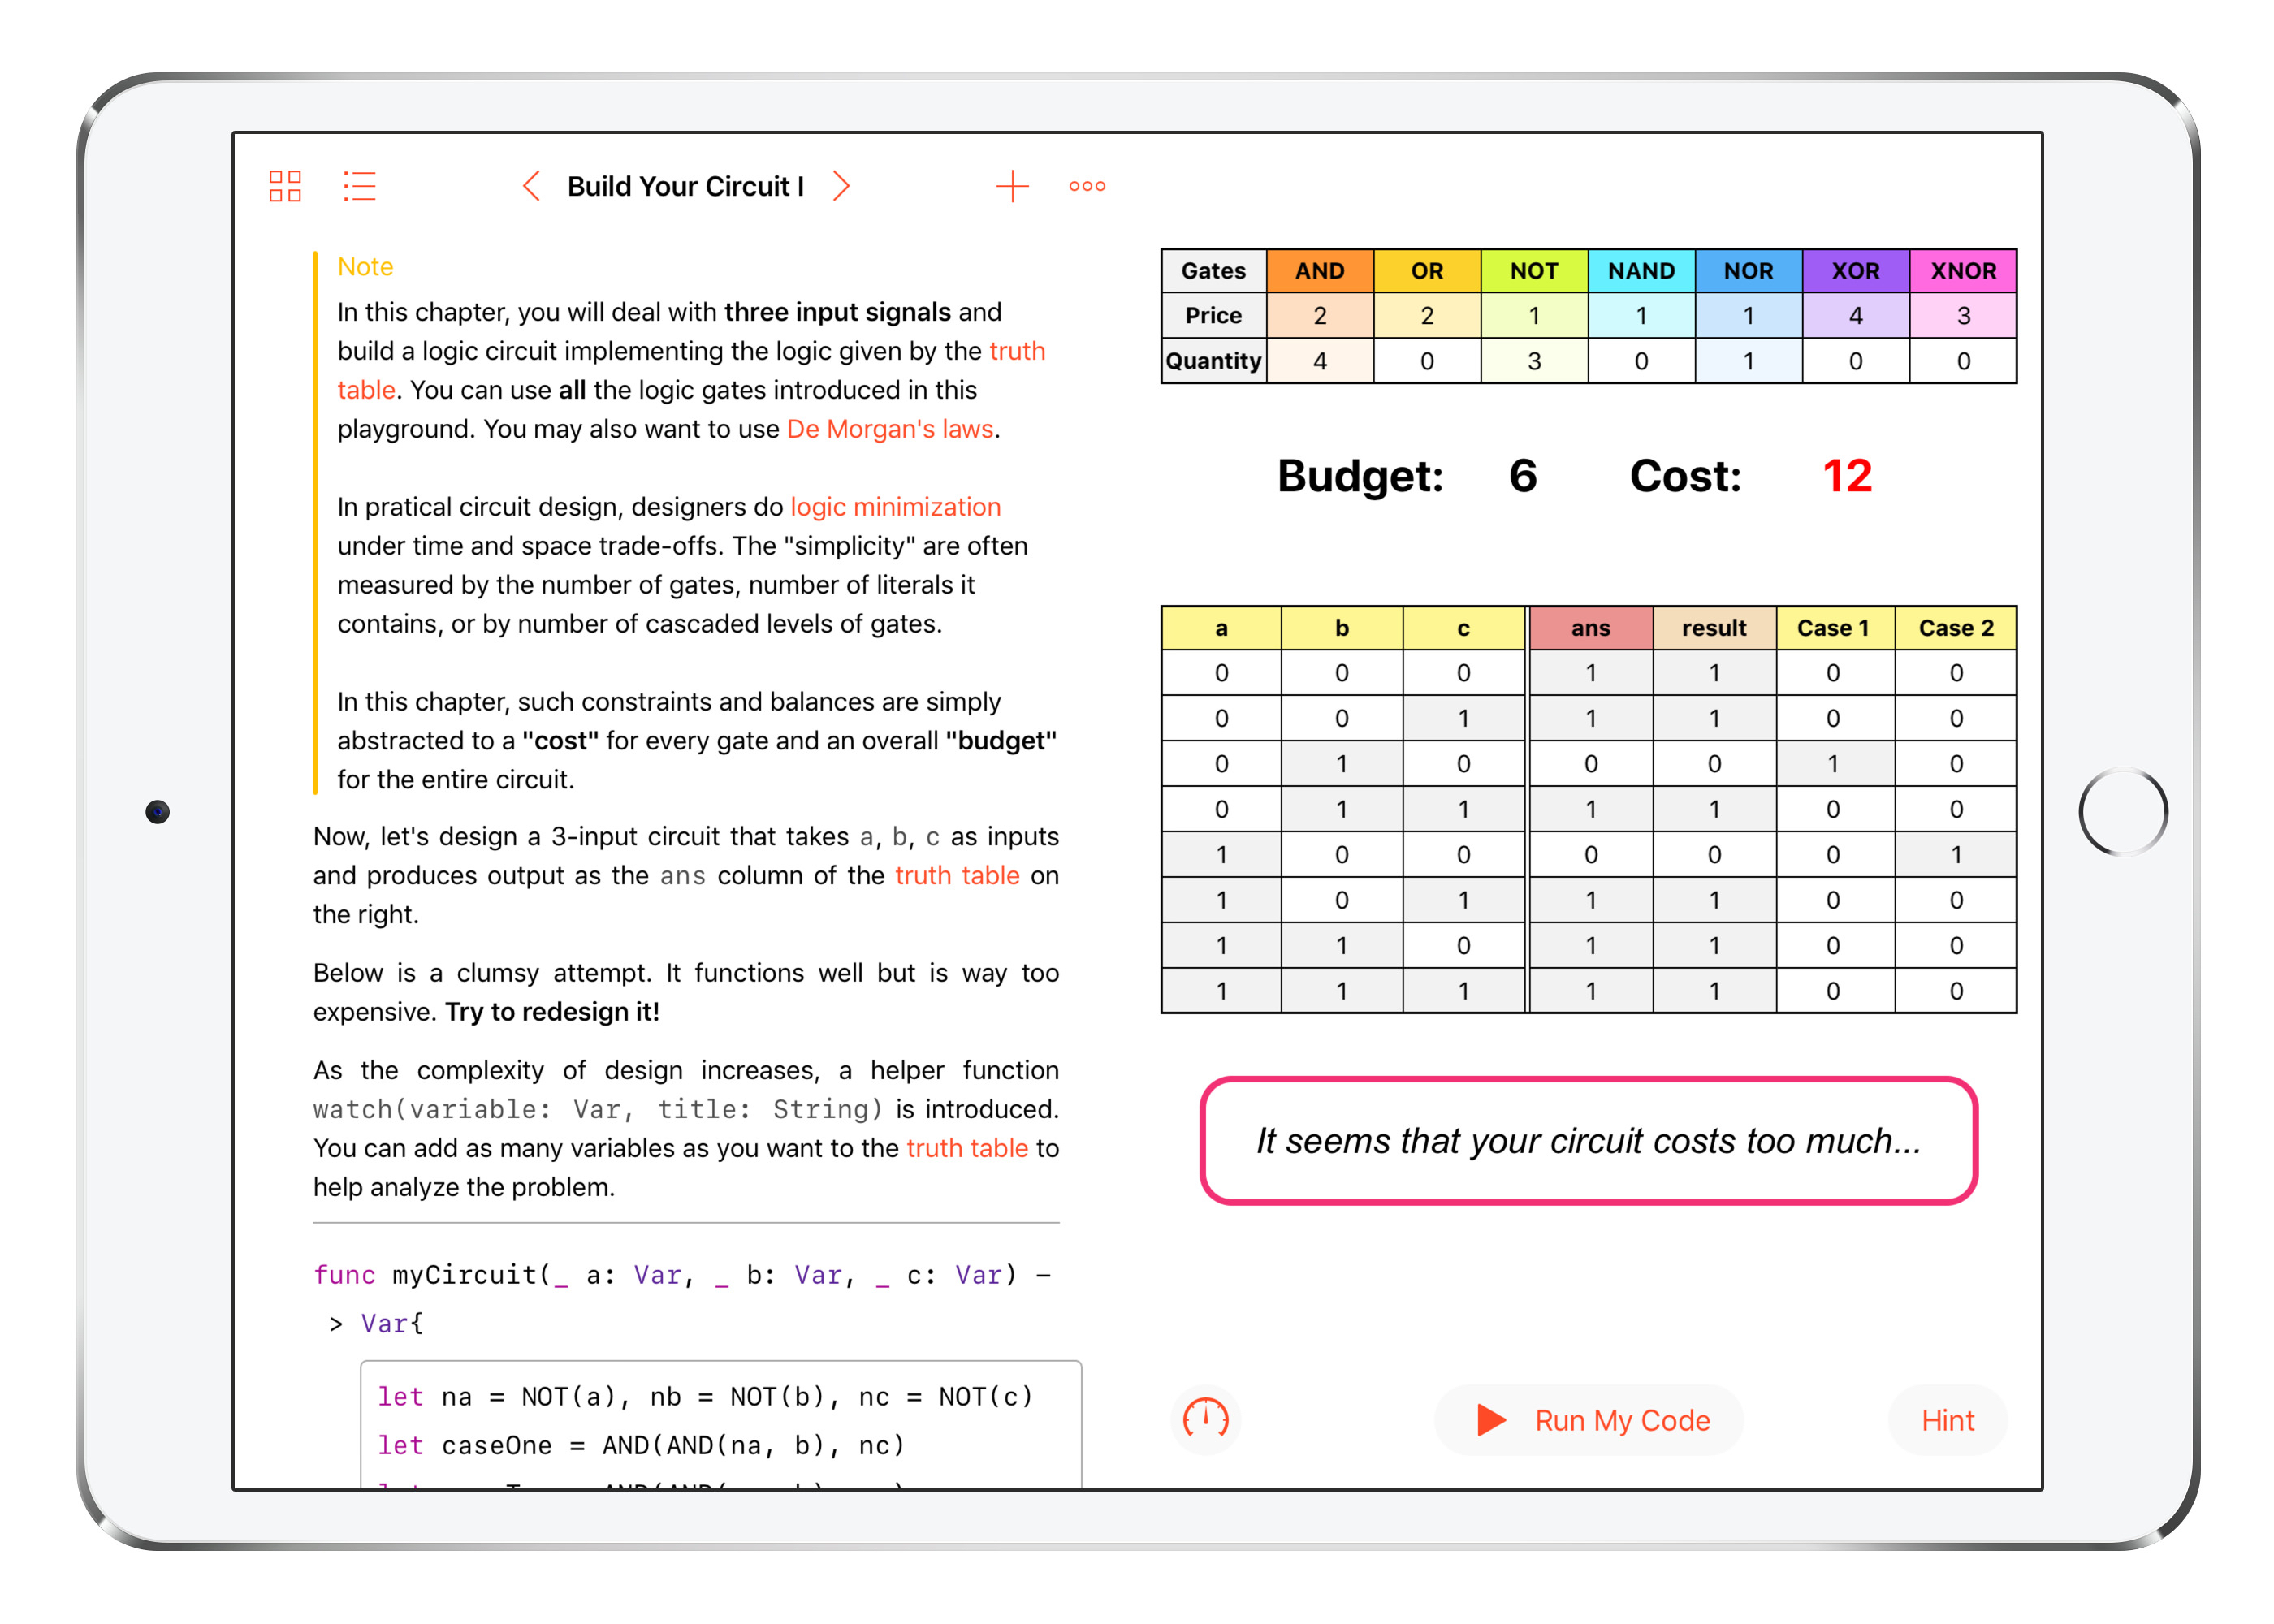 Build Your Circuit I
Note
In this chapter, you will deal with three input signals and
build a logic circuit implementing the logic given by the truth
table. You can use all the logic gates introduced in this
playground. You may also want to use De Morgan's laws.
In pratical circuit design, designers do logic minimization
under time and space trade-offs. The "simplicity" are often
measured by the number of gates, number of literals it
contains, or by number of cascaded levels of gates.
In this chapter, such constraints and balances are simply
abstracted to a "cost" for every gate and an overall "budget"
for the entire circuit.
Now, let's design a 3-input circuit that takes a, b, c as inputs
and produces output as the ans column of the truth table on
the right.
Below is a clumsy attempt. It functions well but is way too
expensive. Try to redesign it!
As the complexity of design increases, a helper function
watch(variable: Var, title: String) is introduced.
You can add as many variables as you want to the truth table to
help analyze the problem.
func myCircuit(_ a: Var, _ b: Var, _ c: Var) -
> Var{
let na = NOT(a), nb = NOT(b), nc = NOT(c)
let caseOne = AND(AND(na, b), nc)
Gates AND OR NOT NAND NOR XOR XNOR
Price 2 2 1 1 1 4 3
Quantity 4 0 3 0 1 0 0
Budget: 6 Cost: 12
a b c ans result Case 1 Case 2
0 0 0 1 1 0 0
0 0 1 1 1 0 0
0 1 0 0 0 1 0
0 1 1 1 1 0 0
1 0 0 0 0 0 1
1 0 1 1 1 0 0
1 1 0 1 1 0 0
1 1 1 1 1 0 0
It seems that your circuit costs too much...
Run My Code
Hint